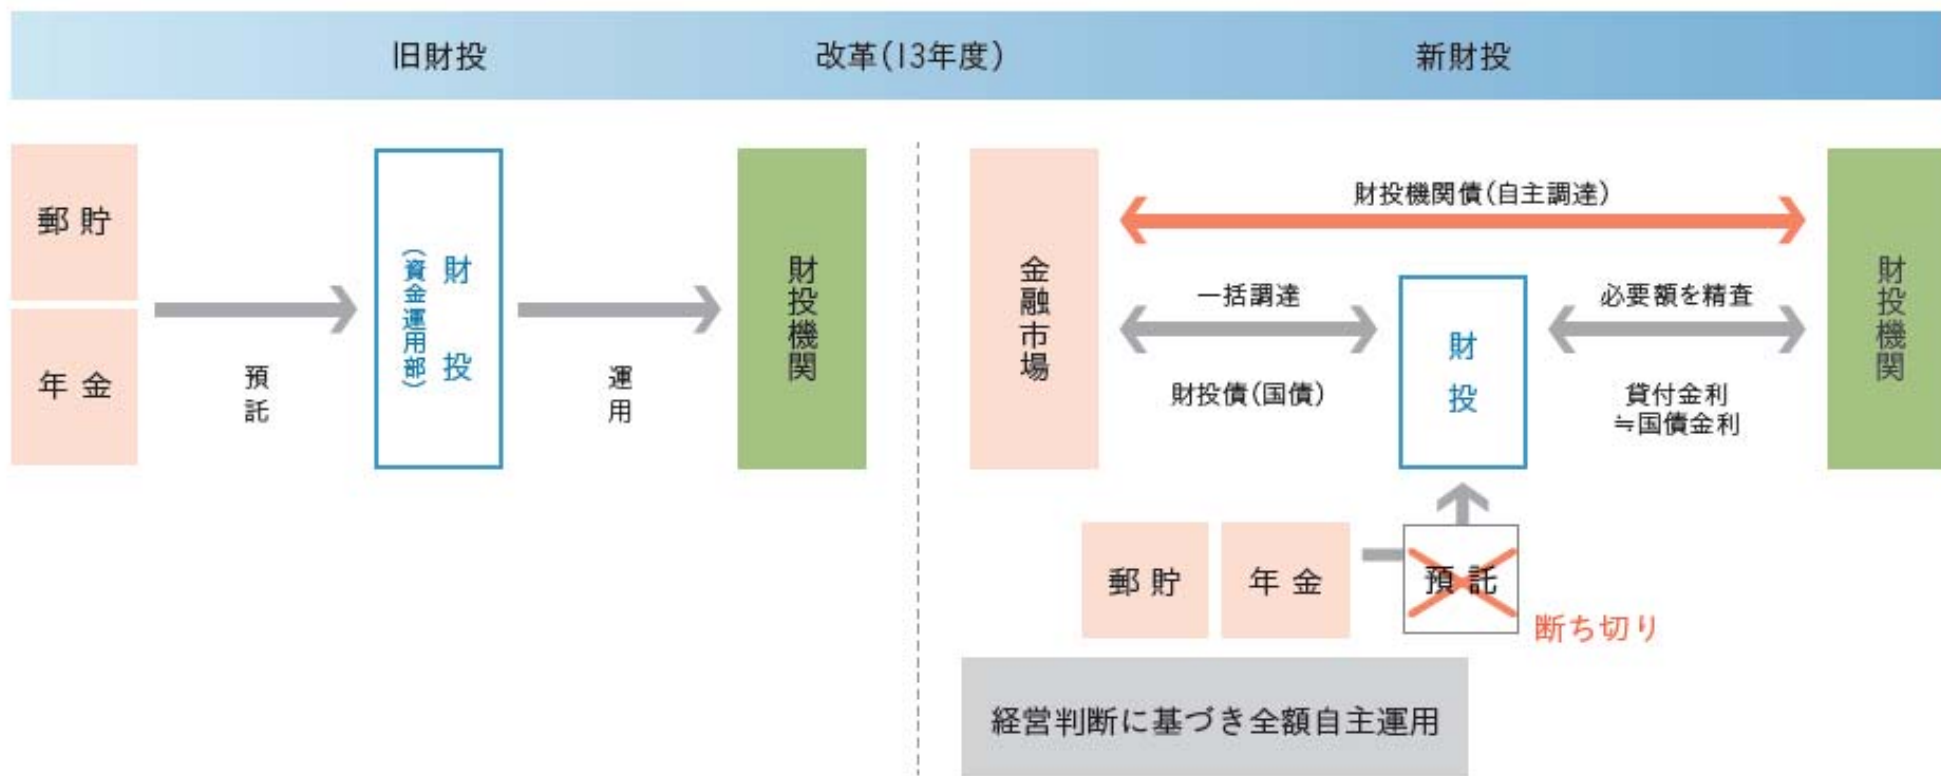 旧財投
改革(13年度)
新財投
郵貯
年金
預託
財投
(資金運用部)
運用
財投機関
金融市場
財投機関債(自主調達)
一括調達
財投債(国債)
財投
必要額を精査
貸付金利
≒国債金利
財投機関
郵貯
年金
預託
断ち切り
経営判断に基づき全額自主運用